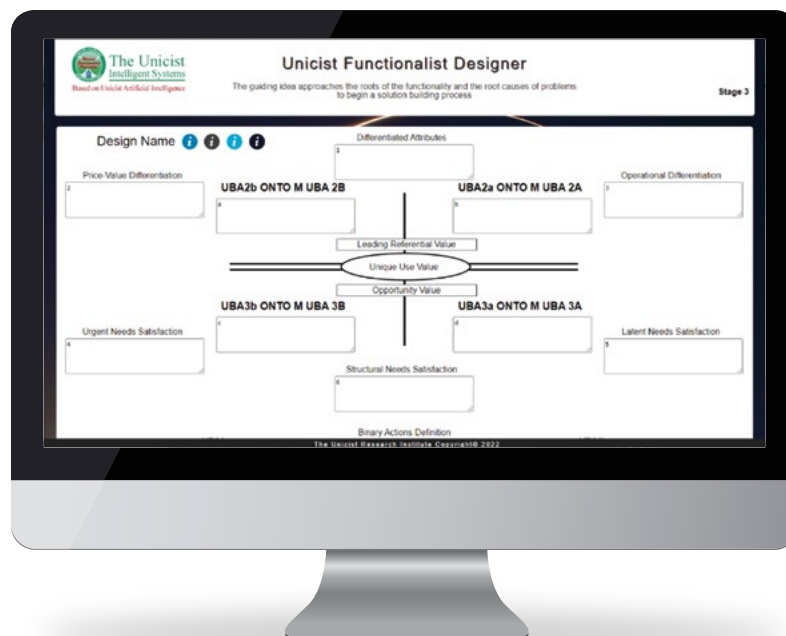 The Unicist
Intelligent Systems
Based on Unicist Artificial Intelligence
Unicist Functionalist Designer
The guiding idea approaches the roots of the functionality and the root causes of problems
to begin a solution building process
Stage 3
Design Name
Differentiated Attributes
1
Price-Value Differentiation
2
UBA2b ONTO M UBA 2B
a
UBA2a ONTO M UBA 2A
b
Operational Differentiation
3
Leading Referential Value
Unique Use Value
Opportunity Value
UBA3b ONTO M UBA 3B
c
UBA3a ONTO M UBA 3A
d
Urgent Needs Satisfaction
4
Latent Needs Satisfaction
5
Structural Needs Satisfaction
6
Binary Actions Definition
The Unicist Research Institute Copyright© 2022